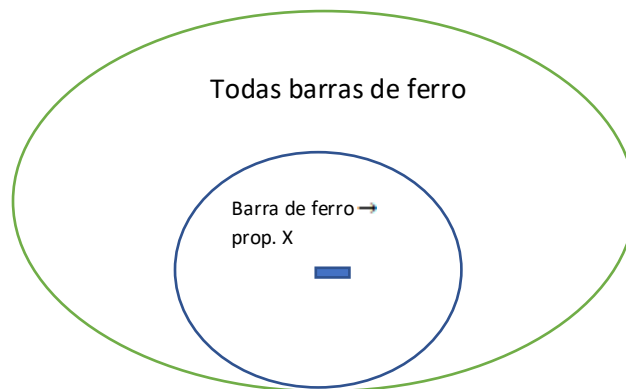 Todas barras de ferro
Barra de ferro →
prop. X